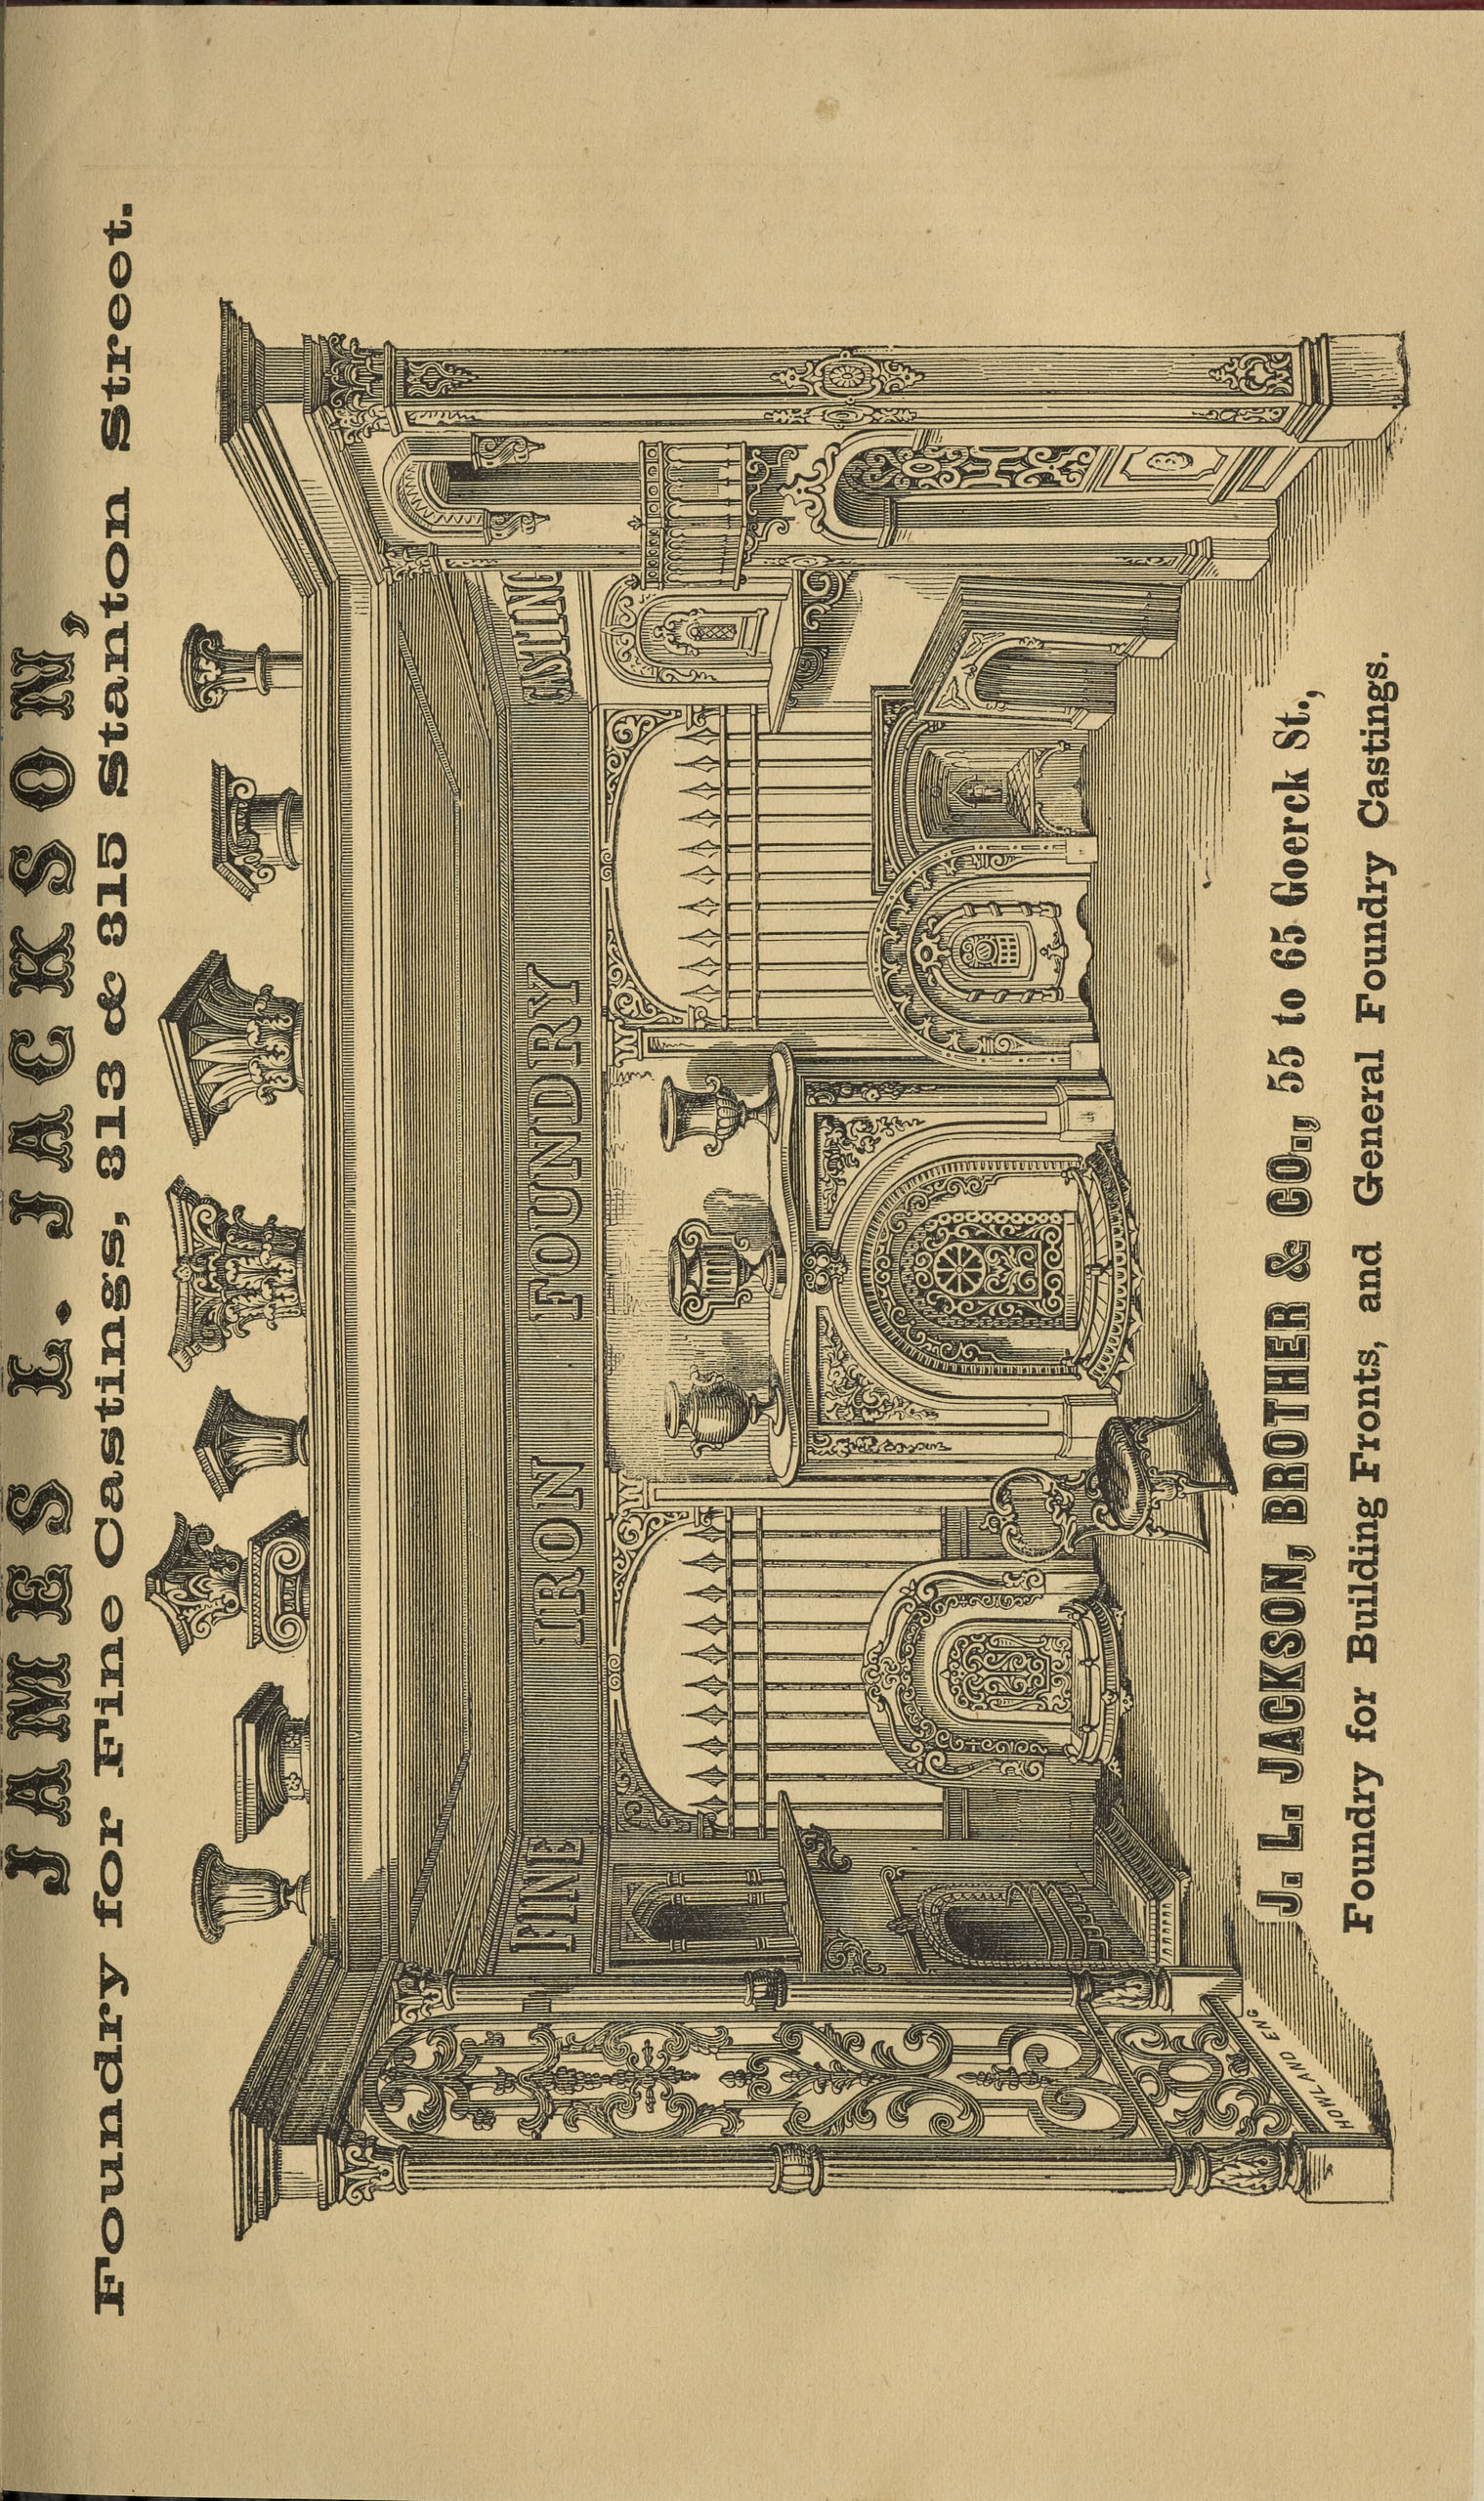 JAMES L. JACKSON,
Foundry for Fine Castings, 313 & 315 Stanton Street.
FINE IRON FOUNDRY CASTING
HOWLAND ENG
J. L. JACKSON, BROTHER & CO., 55 to 65 Goerck St.,
Foundry for Building Fronts, and General Foundry Castings.